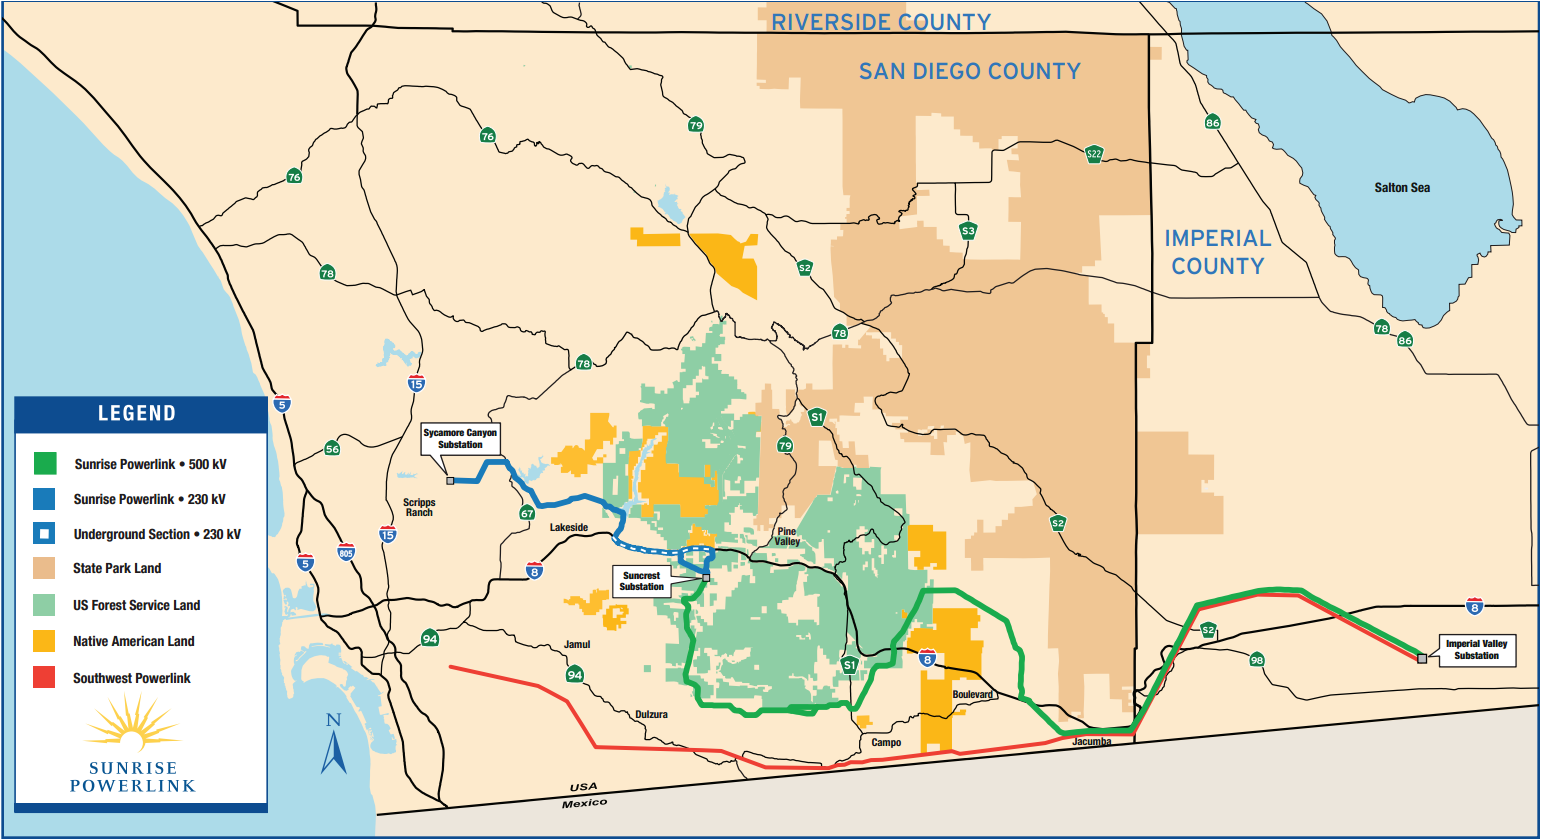 RIVERSIDE COUNTY
SAN DIEGO COUNTY
79
76
86
S22
76
Salton Sea
S3
IMPERIAL
COUNTY
78
S2
78
78
86
78
15
5
LEGEND
S1
Sycamore Canyon
Substation
79
56
Sunrise Powerlink • 500 kV
Sunrise Powerlink • 230 kV
Underground Section • 230 kV
State Park Land
US Forest Service Land
Native American Land
Southwest Powerlink
SUNRISE
POWERLINK
N
Scripps
Ranch
67
Lakeside
S2
15
Pine
Valley
805
5
8
Suncrest
Substation
8
S2
94
Jamul
Imperial Valley
Substation
8
98
S1
94
Boulevard
Dulzura
Campo
Jacumba
USA
Mexico